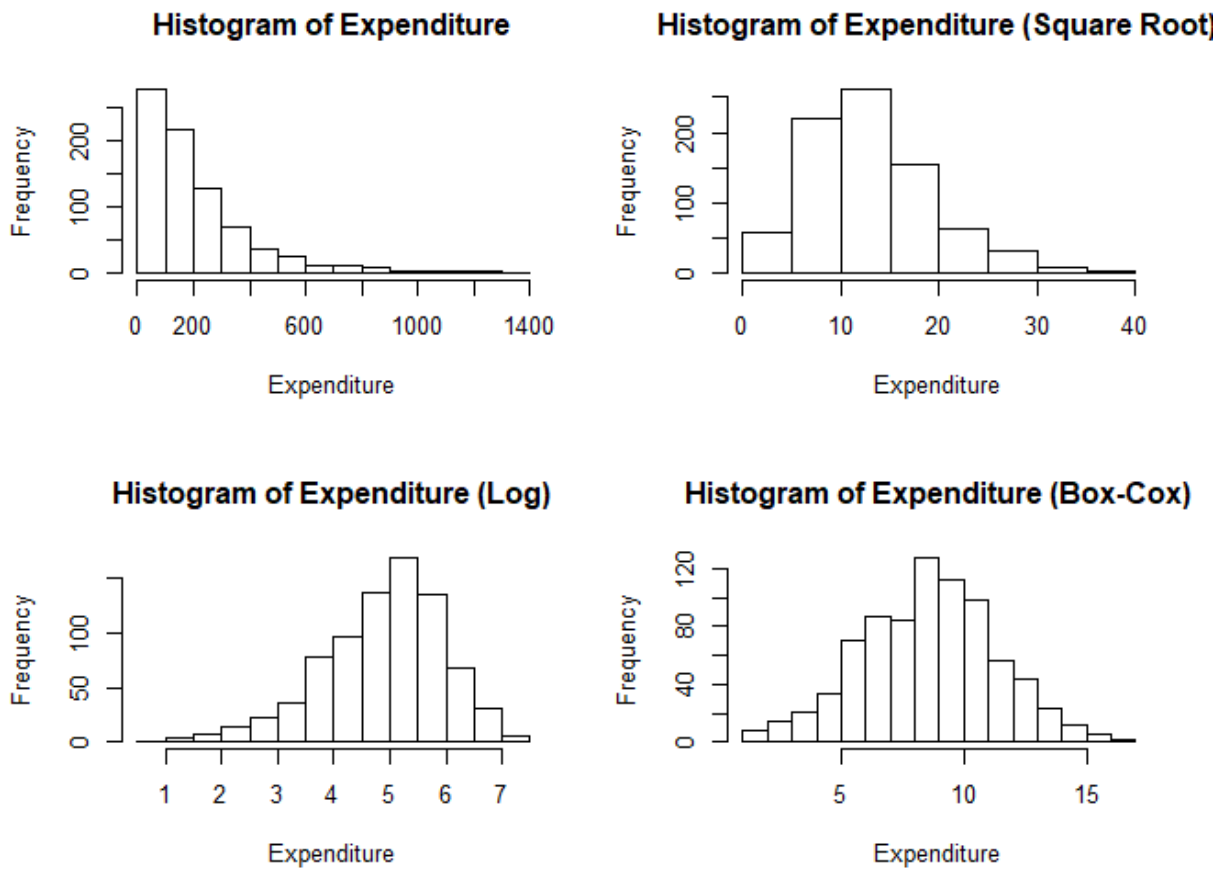 Histogram of Expenditure
Frequency
0 100 200
0 200 600 1000 1400
Expenditure
Histogram of Expenditure (Square Root)
Frequency
0 100 200
0 10 20 30 40
Expenditure
Histogram of Expenditure (Log)
Frequency
0 50 100
1 2 3 4 5 6 7
Expenditure
Histogram of Expenditure (Box-Cox)
Frequency
0 40 80 120
5 10 15
Expenditure